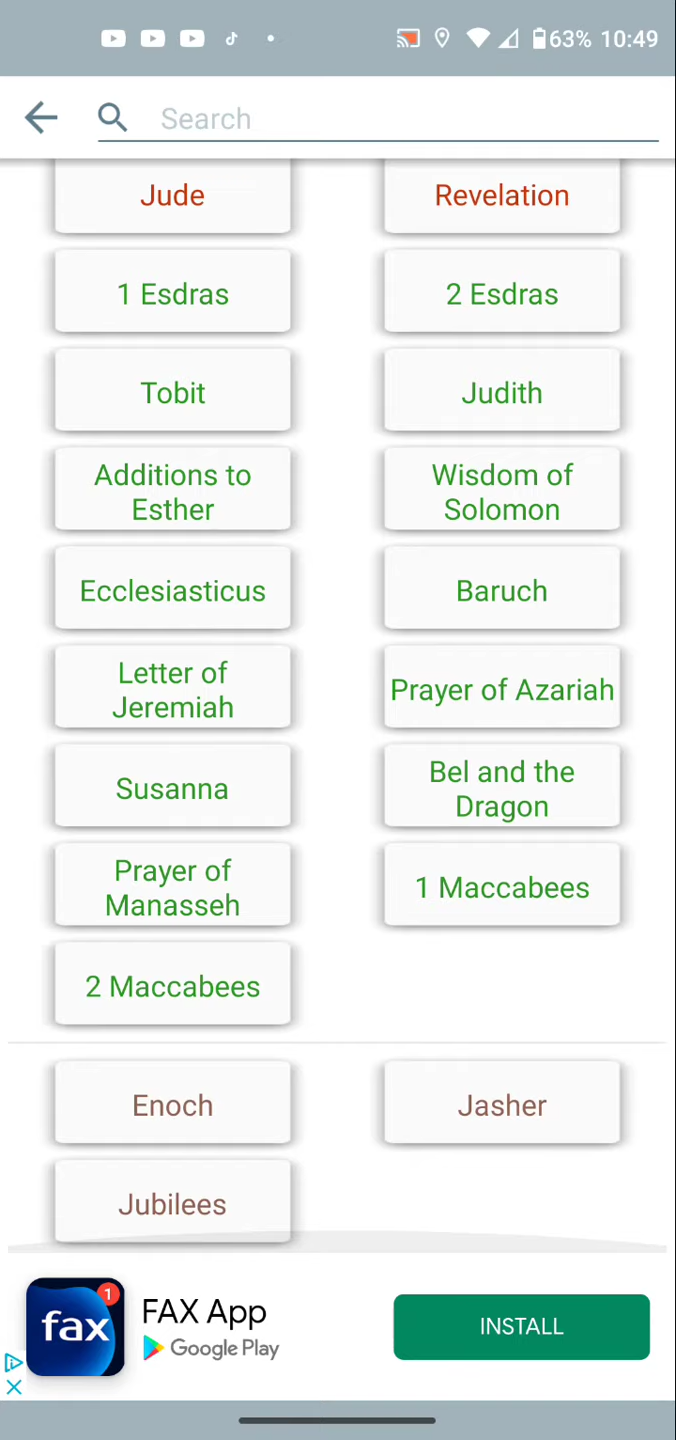 63% 10:49
Search
Jude
Revelation
1 Esdras
2 Esdras
Tobit
Judith
Additions to
Esther
Wisdom of
Solomon
Ecclesiasticus
Baruch
Letter of
Jeremiah
Prayer of Azariah
Susanna
Bel and the
Dragon
Prayer of
Manasseh
1 Maccabees
2 Maccabees
Enoch
Jasher
Jubilees
1
fax
FAX App
Google Play
INSTALL